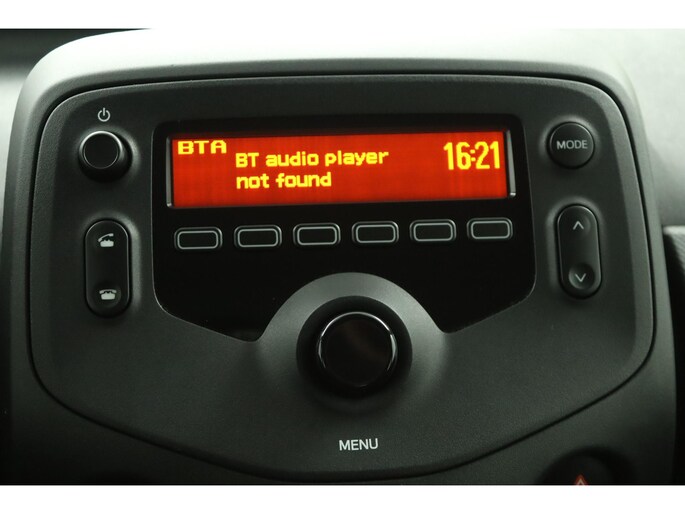 BTA
BT audio player
not found
16:21
MODE
MENU